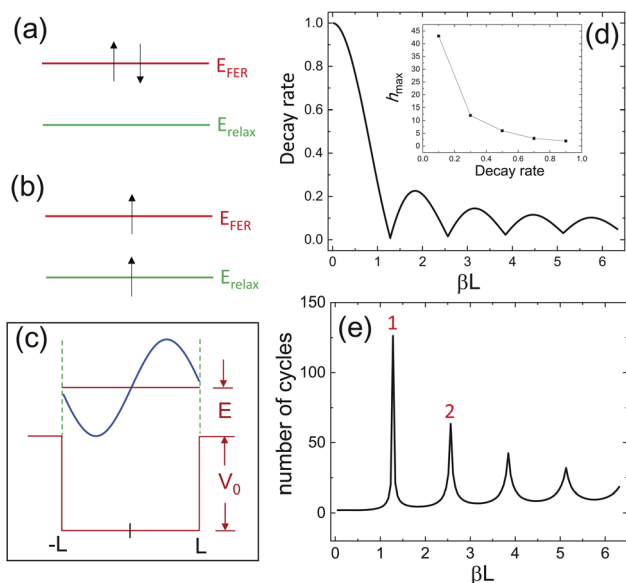 (a)
E_FER
E_relax
(b)
E_FER
E_relax
(c)
E
V_0
-L
L
(d)
Decay rate
1.0
0.8
0.6
0.4
0.2
0.0
0
1
2
3
4
5
6
βL
h_max
45
40
35
30
25
20
15
10
5
0
0.0
0.2
0.4
0.6
0.8
1.0
Decay rate
(e)
number of cycles
150
100
50
0
1
2
0
1
2
3
4
5
6
βL